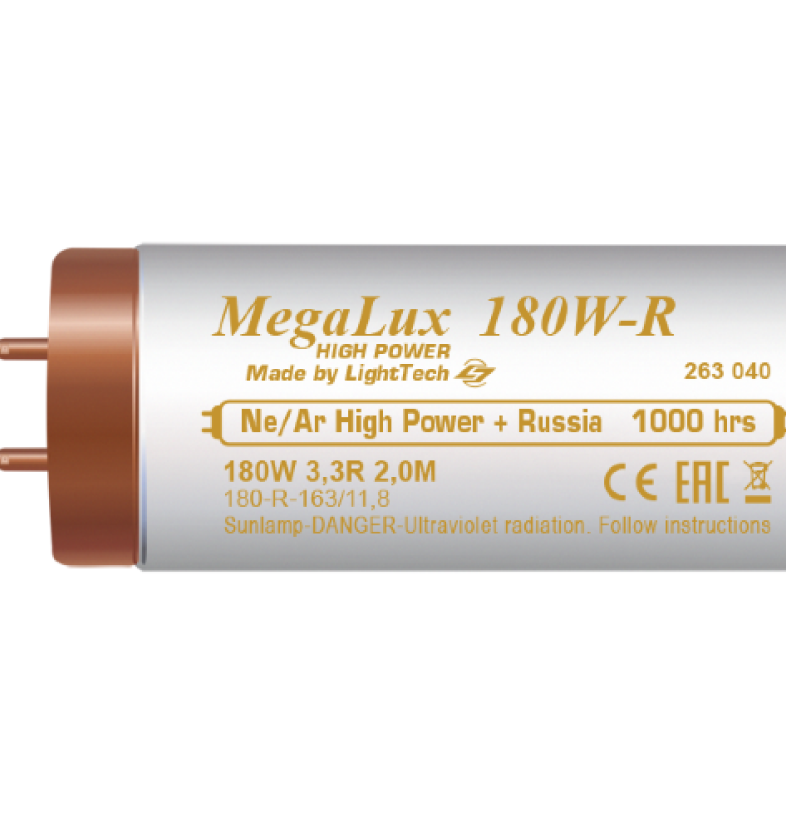 MegaLux 180W-R
HIGH POWER
Made by LightTech
263 040
Ne/Ar High Power + Russia 1000 hrs
180W 3,3R 2,0M
180-R-163/11,8
CE EAC
Sunlamp-DANGER-Ultraviolet radiation. Follow instructions